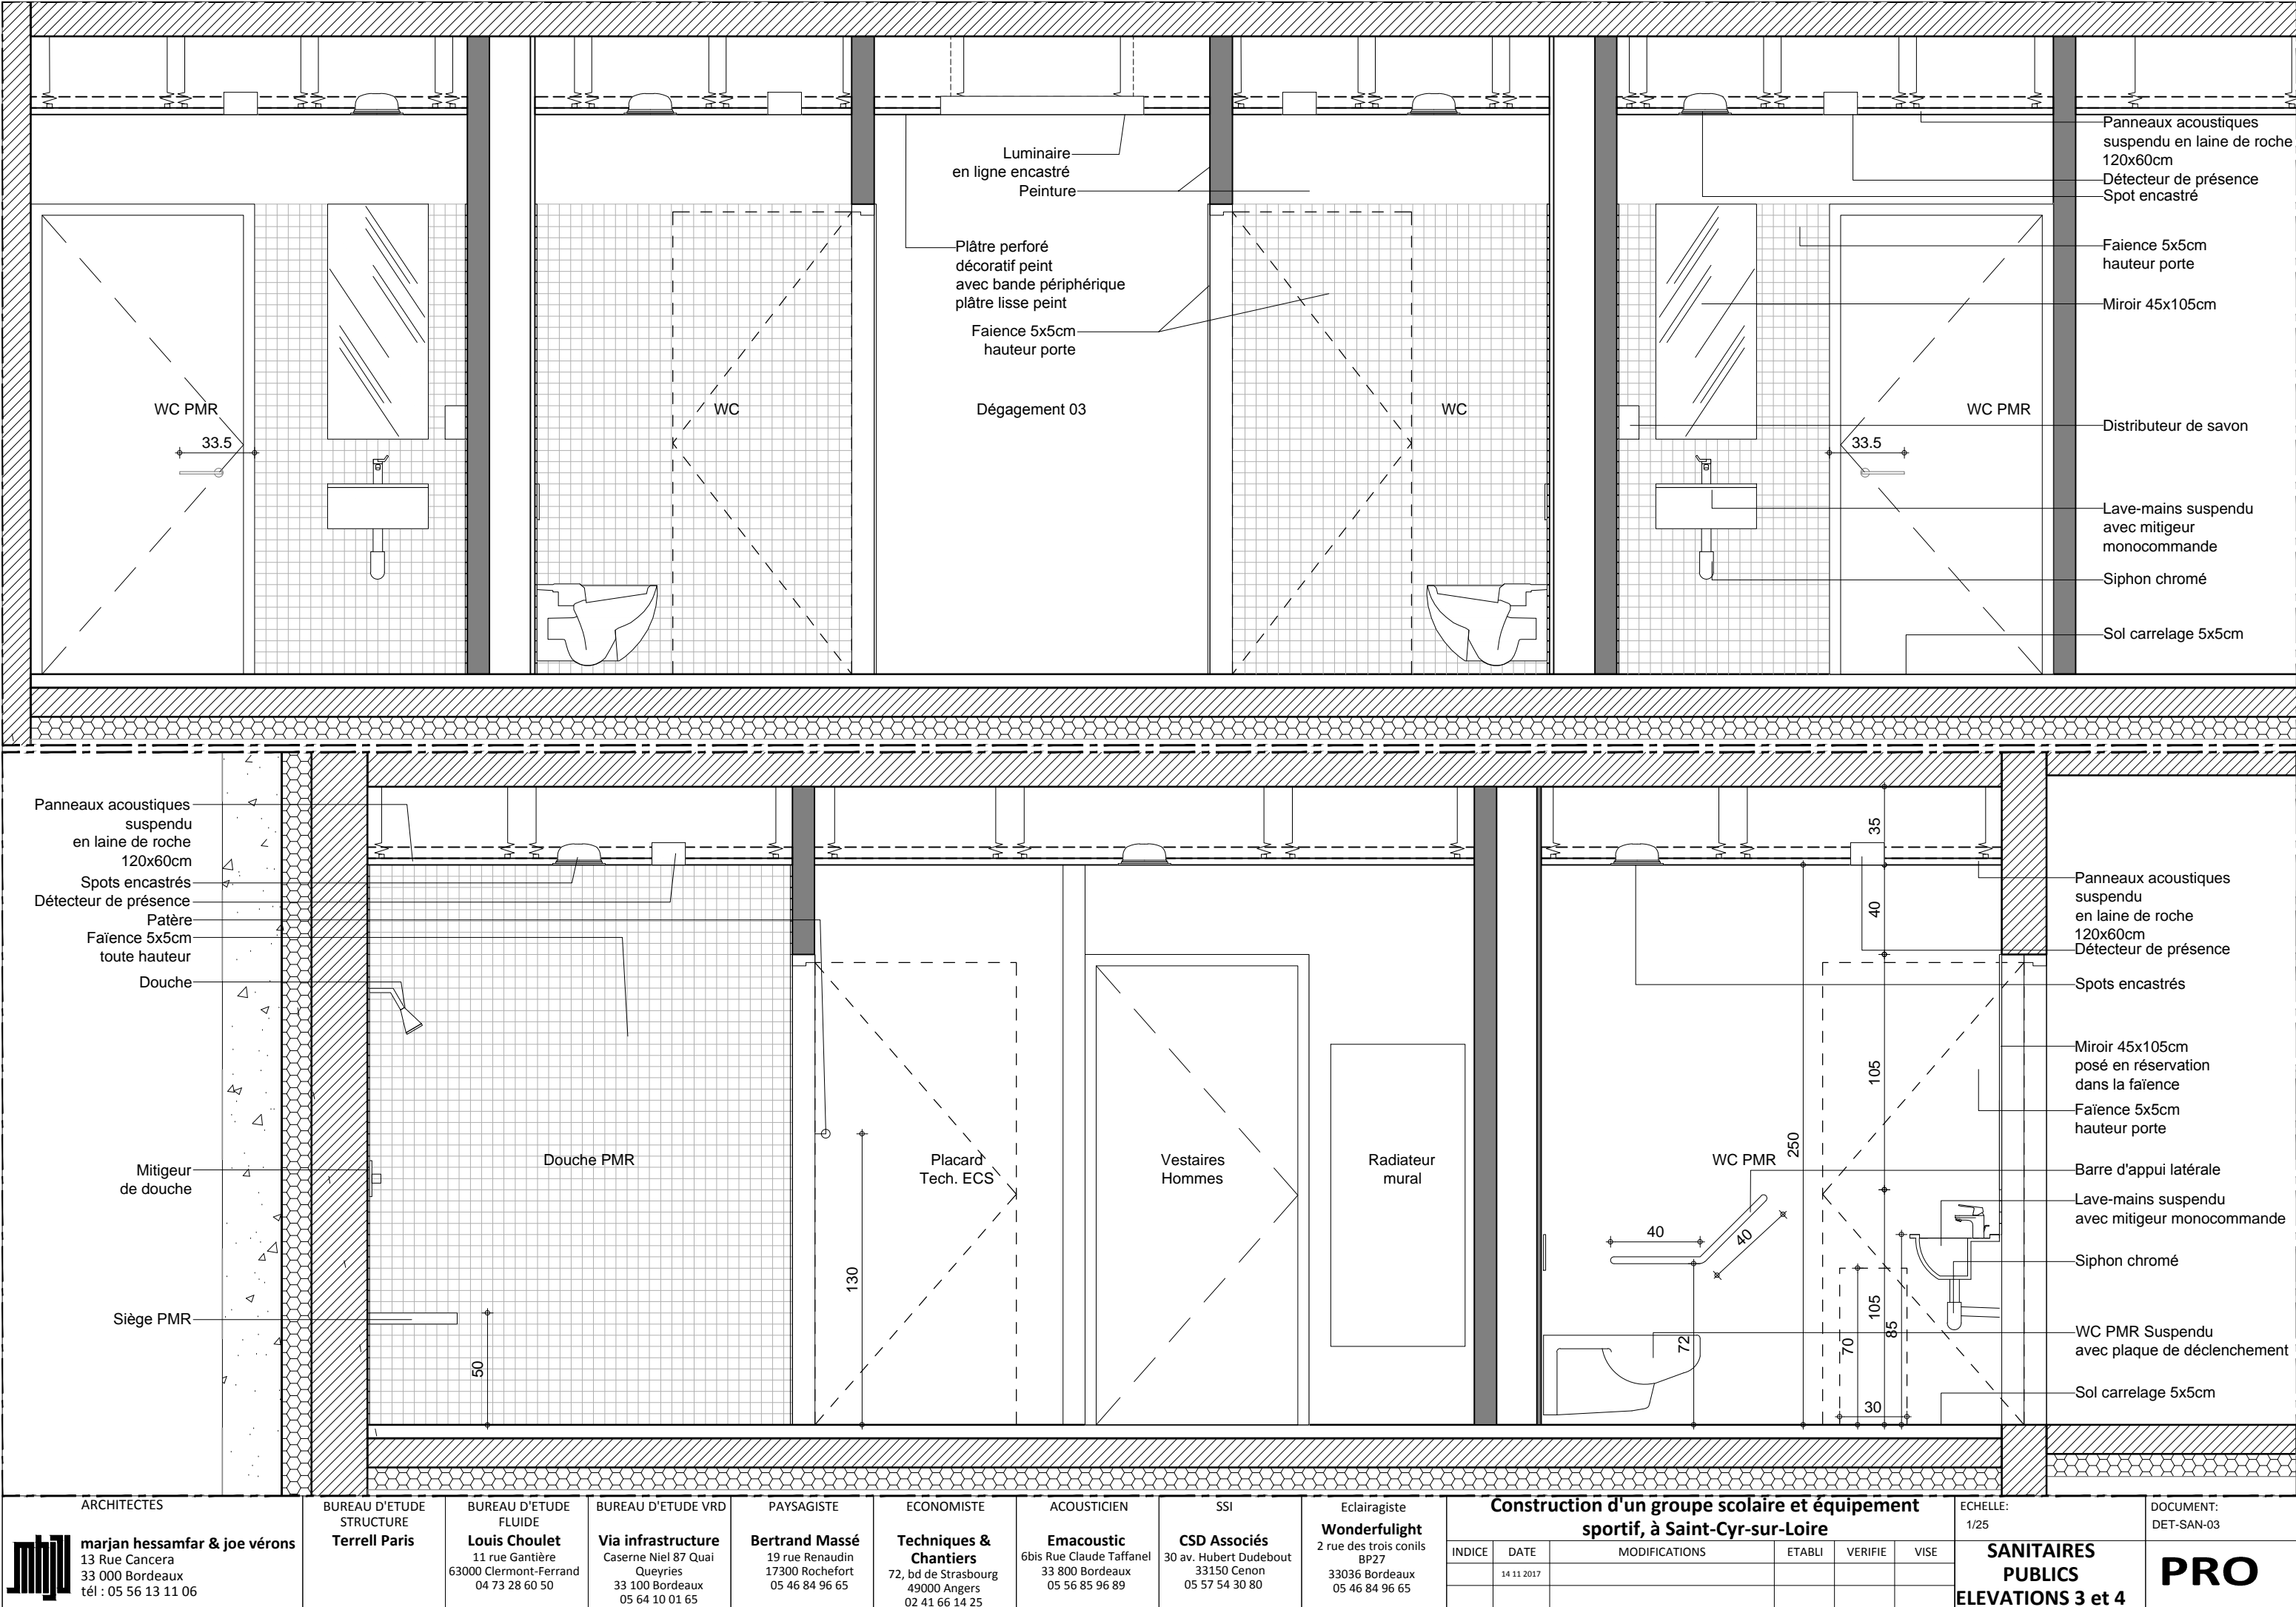 Luminaire
en ligne encastré
Peinture
Plâtre perforé
décoratif peint
avec bande périphérique
plâtre lisse peint
Faience 5x5cm
hauteur porte
WC PMR
33.5
WC
Dégagement 03
WC
WC PMR
33.5
Panneaux acoustiques
suspendu en laine de roche
120x60cm
Détecteur de présence
Spot encastré
Faience 5x5cm
hauteur porte
Miroir 45x105cm
Distributeur de savon
Lave-mains suspendu
avec mitigeur
monocommande
Siphon chromé
Sol carrelage 5x5cm
Panneaux acoustiques
suspendu
en laine de roche
120x60cm
Spots encastrés
Détecteur de présence
Patère
Faïence 5x5cm
toute hauteur
Douche
Mitigeur
de douche
Siège PMR
Douche PMR
50
130
Placard
Tech. ECS
Vestaires
Hommes
Radiateur
mural
WC PMR
40
40
72
250
35
40
105
105
70
85
30
Panneaux acoustiques
suspendu
en laine de roche
120x60cm
Détecteur de présence
Spots encastrés
Miroir 45x105cm
posé en réservation
dans la faïence
Faïence 5x5cm
hauteur porte
Barre d'appui latérale
Lave-mains suspendu
avec mitigeur monocommande
Siphon chromé
WC PMR Suspendu
avec plaque de déclenchement
Sol carrelage 5x5cm
ARCHITECTES
mhjv
marjan hessamfar & joe vérons
13 Rue Cancera
33 000 Bordeaux
tél : 05 56 13 11 06
BUREAU D'ETUDE
STRUCTURE
Terrell Paris
BUREAU D'ETUDE
FLUIDE
Louis Choulet
11 rue Gantière
63000 Clermont-Ferrand
04 73 28 60 50
BUREAU D'ETUDE VRD
Via infrastructure
Caserne Niel 87 Quai
Queyries
33 100 Bordeaux
05 64 10 01 65
PAYSAGISTE
Bertrand Massé
19 rue Renaudin
17300 Rochefort
05 46 84 96 65
ECONOMISTE
Techniques &
Chantiers
72, bd de Strasbourg
49000 Angers
02 41 66 14 25
ACOUSTICIEN
Emacoustic
6bis Rue Claude Taffanel
33 800 Bordeaux
05 56 85 96 89
SSI
CSD Associés
30 av. Hubert Dudebout
33150 Cenon
05 57 54 30 80
Eclairagiste
Wonderfulight
2 rue des trois conils
BP27
33036 Bordeaux
05 46 84 96 65
Construction d'un groupe scolaire et équipement
sportif, à Saint-Cyr-sur-Loire
INDICE DATE MODIFICATIONS ETABLI VERIFIE VISE
14 11 2017
ECHELLE:
1/25
SANITAIRES
PUBLICS
ELEVATIONS 3 et 4
DOCUMENT:
DET-SAN-03
PRO